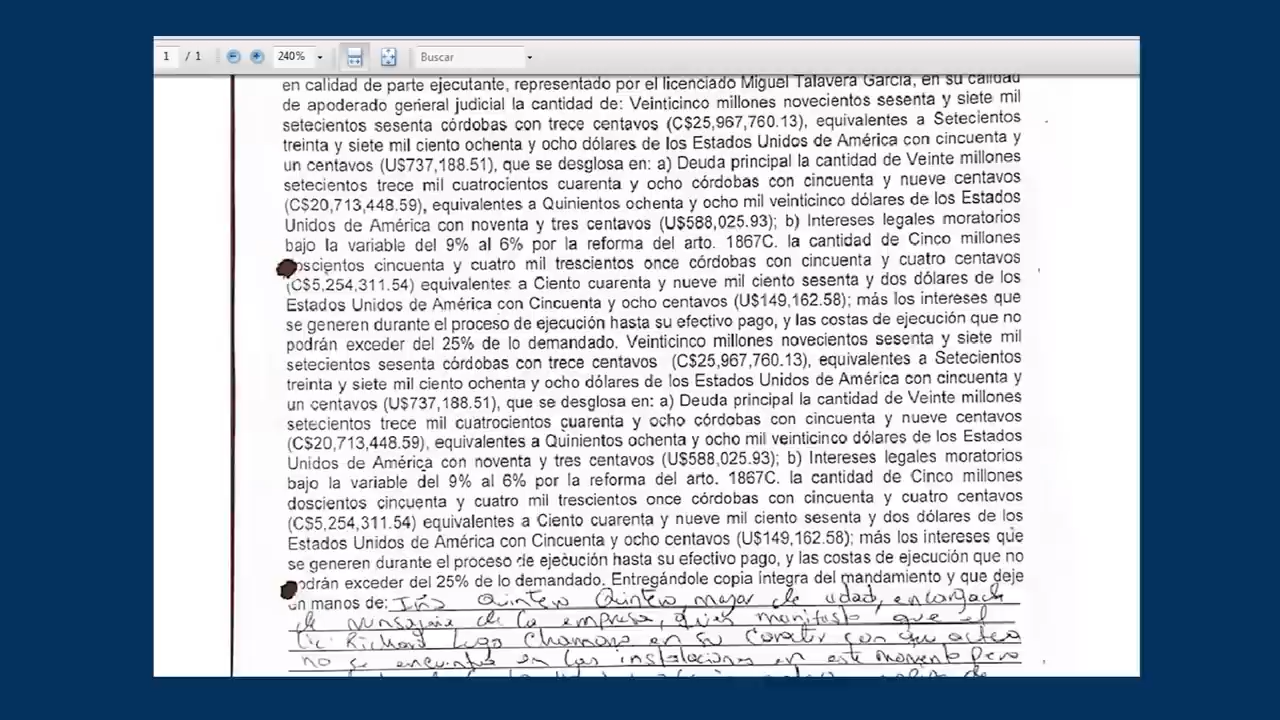 1 / 1 240% Buscar
en calidad de parte ejecutante, representado por el licenciado Miguel Talavera García, en su calidad
de apoderado general judicial la cantidad de: Veinticinco millones novecientos sesenta y siete mil
setecientos sesenta córdobas con trece centavos (C$25,967,760.13), equivalentes a Setecientos
treinta y siete mil ciento ochenta y ocho dólares de los Estados Unidos de América con cincuenta y
un centavos (U$737,188.51), que se desglosa en: a) Deuda principal la cantidad de Veinte millones
setecientos trece mil cuatrocientos cuarenta y ocho córdobas con cincuenta y nueve centavos
(C$20,713,448.59), equivalentes a Quinientos ochenta y ocho mil veinticinco dólares de los Estados
Unidos de América con noventa y tres centavos (U$588,025.93); b) Intereses legales moratorios
bajo la variable del 9% al 6% por la reforma del arto. 1867C. la cantidad de Cinco millones
oscientos cincuenta y cuatro mil trescientos once córdobas con cincuenta y cuatro centavos
(C$5,254,311.54) equivalentes a Ciento cuarenta y nueve mil ciento sesenta y dos dólares de los
Estados Unidos de América con Cincuenta y ocho centavos (U$149,162.58); más los intereses que
se generen durante el proceso de ejecución hasta su efectivo pago, y las costas de ejecución que no
podrán exceder del 25% de lo demandado. Veinticinco millones novecientos sesenta y siete mil
setecientos sesenta córdobas con trece centavos (C$25,967,760.13), equivalentes a Setecientos
treinta y siete mil ciento ochenta y ocho dólares de los Estados Unidos de América con cincuenta y
un centavos (U$737,188.51), que se desglosa en: a) Deuda principal la cantidad de Veinte millones
setecientos trece mil cuatrocientos cuarenta y ocho córdobas con cincuenta y nueve centavos
(C$20,713,448.59), equivalentes a Quinientos ochenta y ocho mil veinticinco dólares de los Estados
Unidos de América con noventa y tres centavos (U$588,025.93); b) Intereses legales moratorios
bajo la variable del 9% al 6% por la reforma del arto. 1867C. la cantidad de Cinco millones
doscientos cincuenta y cuatro mil trescientos once córdobas con cincuenta y cuatro centavos
(C$5,254,311.54) equivalentes a Ciento cuarenta y nueve mil ciento sesenta y dos dólares de los
Estados Unidos de América con Cincuenta y ocho centavos (U$149,162.58); más los intereses que
se generen durante el proceso de ejecución hasta su efectivo pago, y las costas de ejecución que no
odrán exceder del 25% de lo demandado. Entregándole copia íntegra del mandamiento y que deje
en manos de: Quintero Quintero, mayor de edad, encargada
de de la empresa, quien manifesto que el
Lic Richard Lugo Chamorro en su
no se encuentra en las instalaciones en este momento pero